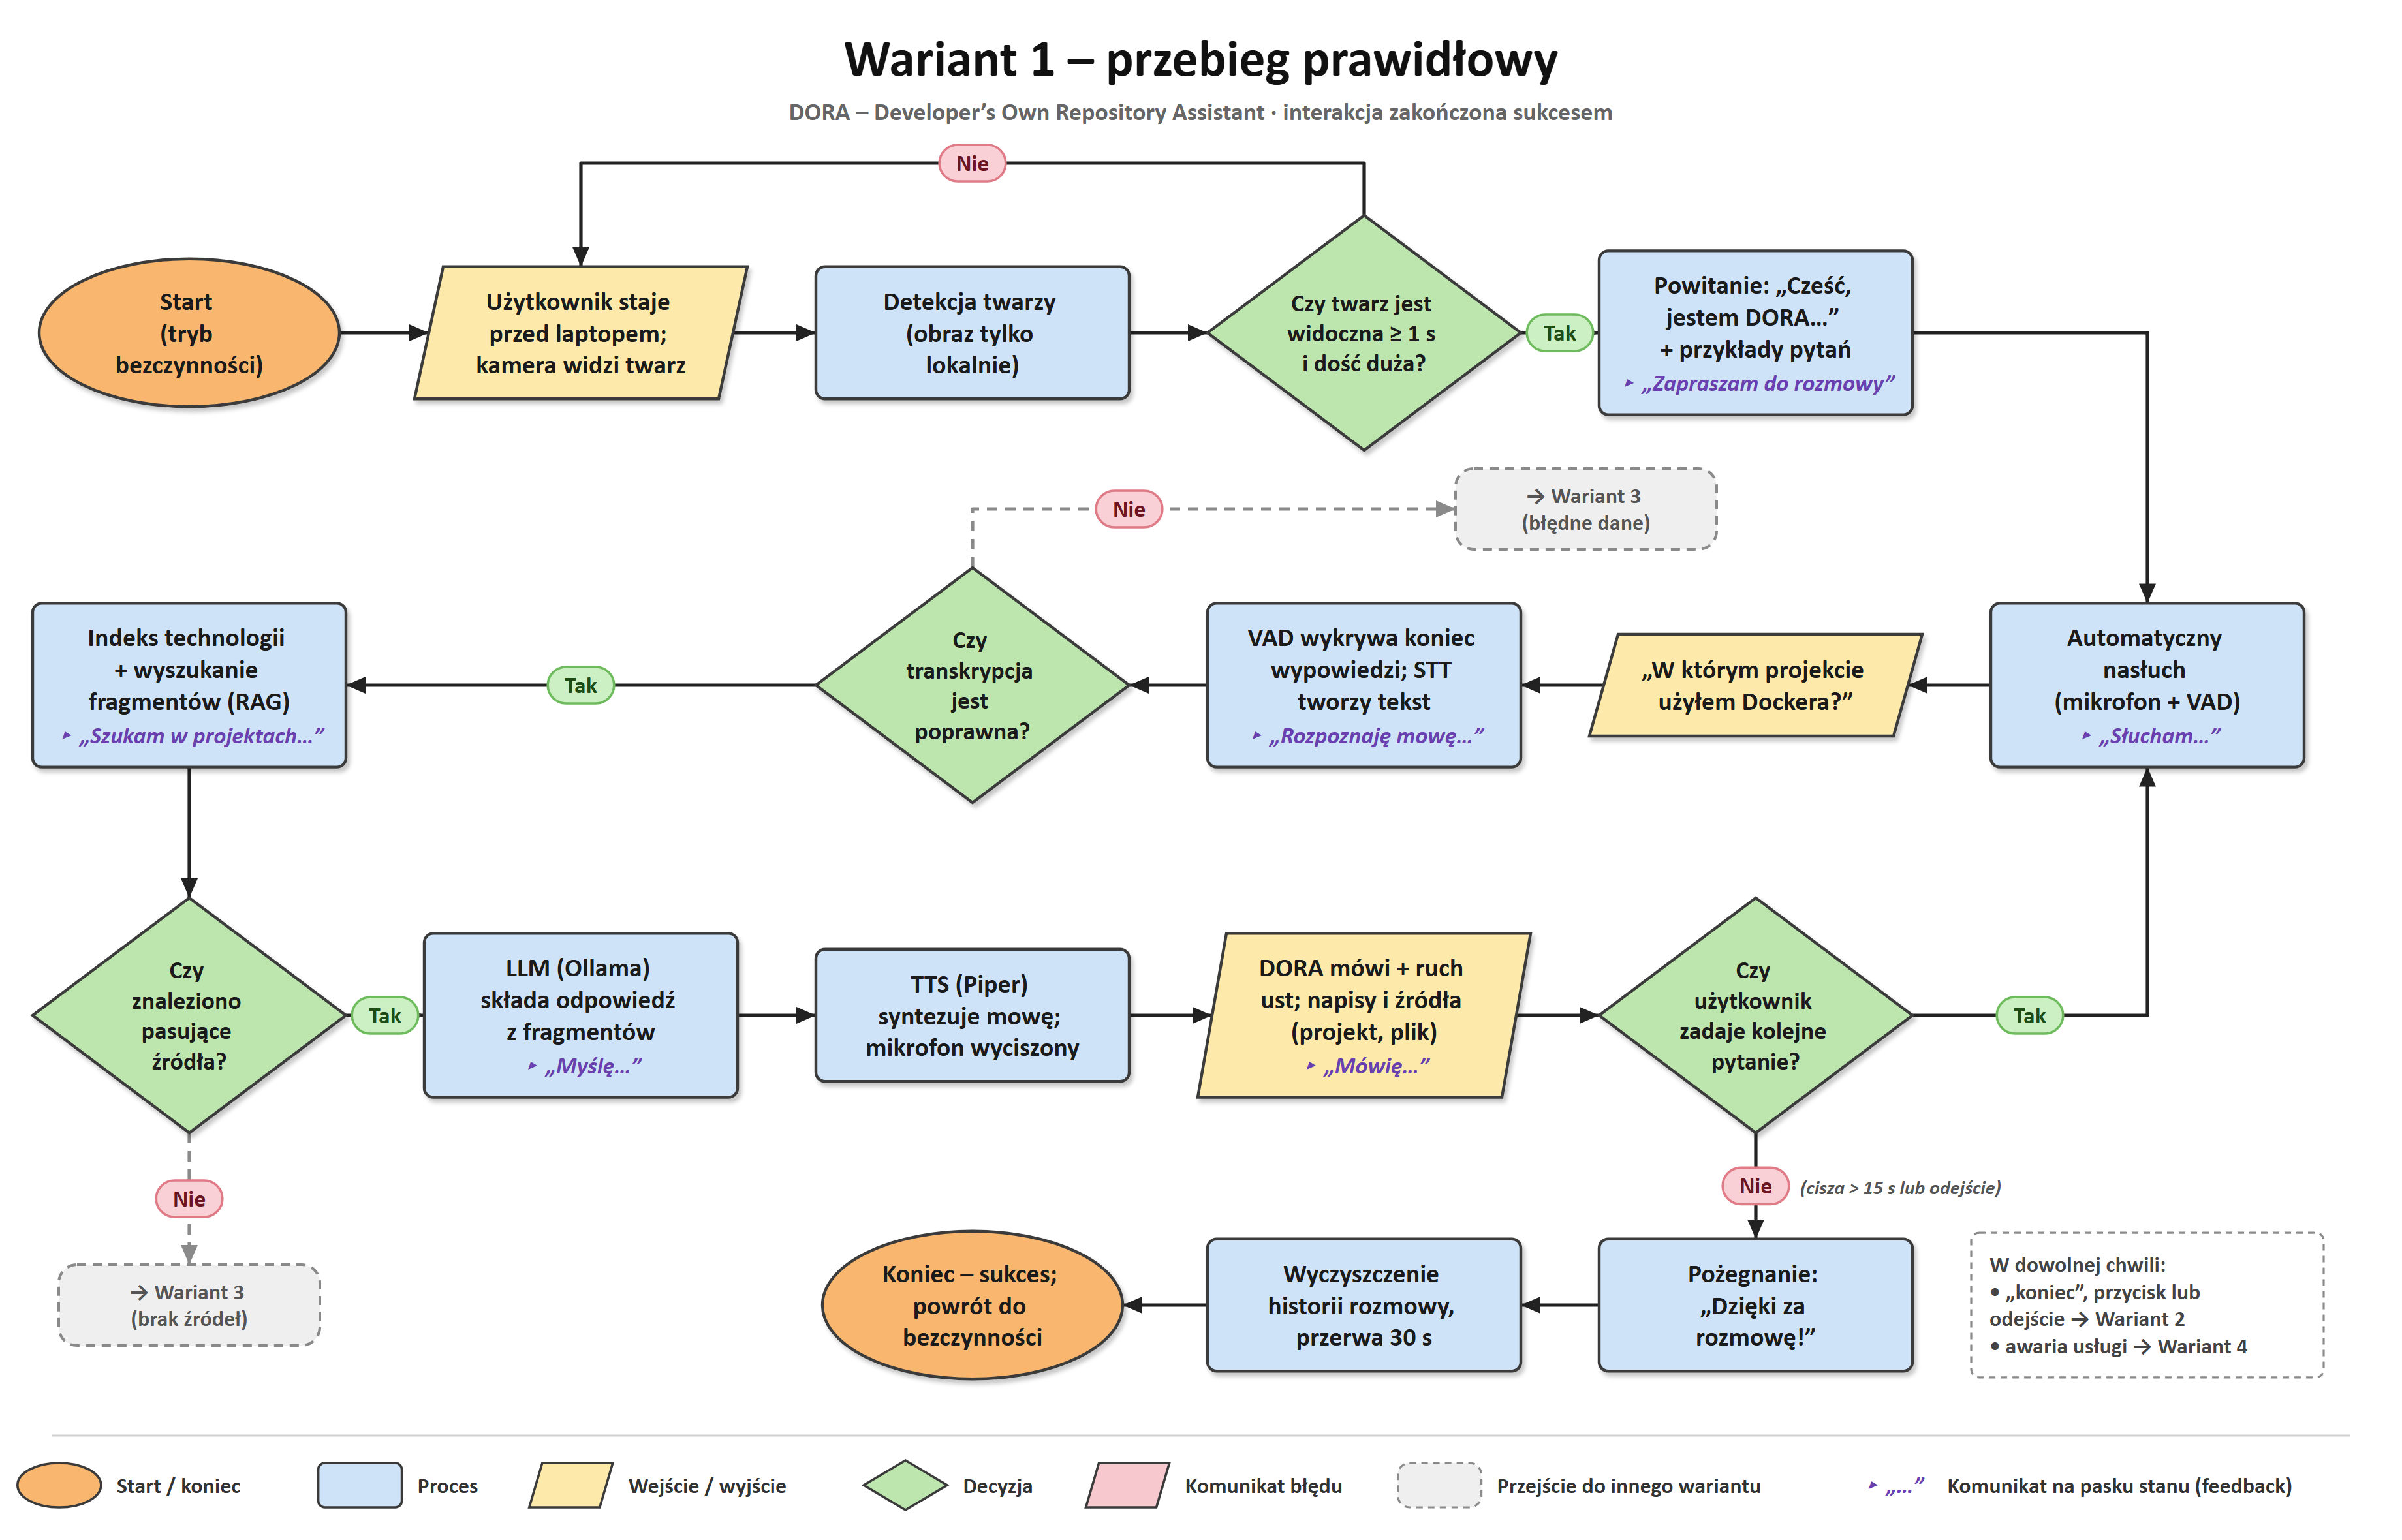 Wariant 1 – przebieg prawidłowy
DORA – Developer's Own Repository Assistant · interakcja zakończona sukcesem
Nie
Start
(tryb
bezczynności)
Użytkownik staje
przed laptopem;
kamera widzi twarz
Detekcja twarzy
(obraz tylko
lokalnie)
Czy twarz jest
widoczna ≥ 1 s
i dość duża?
Tak
Powitanie: „Cześć,
jestem DORA…”
+ przykłady pytań
▸ „Zapraszam do rozmowy”
Nie
→ Wariant 3
(błędne dane)
Indeks technologii
+ wyszukanie
fragmentów (RAG)
▸ „Szukam w projektach…”
Tak
Czy
transkrypcja
jest
poprawna?
VAD wykrywa koniec
wypowiedzi; STT
tworzy tekst
▸ „Rozpoznaję mowę…”
„W którym projekcie
użyłem Dockera?”
Automatyczny
nasłuch
(mikrofon + VAD)
▸ „Słucham…”
Czy
znaleziono
pasujące
źródła?
Tak
LLM (Ollama)
składa odpowiedź
z fragmentów
▸ „Myślę…”
TTS (Piper)
syntezuje mowę;
mikrofon wyciszony
DORA mówi + ruch
ust; napisy i źródła
(projekt, plik)
▸ „Mówię…”
Czy
użytkownik
zadaje kolejne
pytanie?
Tak
Nie
Nie
(cisza > 15 s lub odejście)
→ Wariant 3
(brak źródeł)
Koniec – sukces;
powrót do
bezczynności
Wyczyszczenie
historii rozmowy,
przerwa 30 s
Pożegnanie:
„Dzięki za
rozmowę!”
W dowolnej chwili:
• „koniec”, przycisk lub
odejście → Wariant 2
• awaria usługi → Wariant 4
Start / koniec
Proces
Wejście / wyjście
Decyzja
Komunikat błędu
Przejście do innego wariantu
▸ „…”
Komunikat na pasku stanu (feedback)